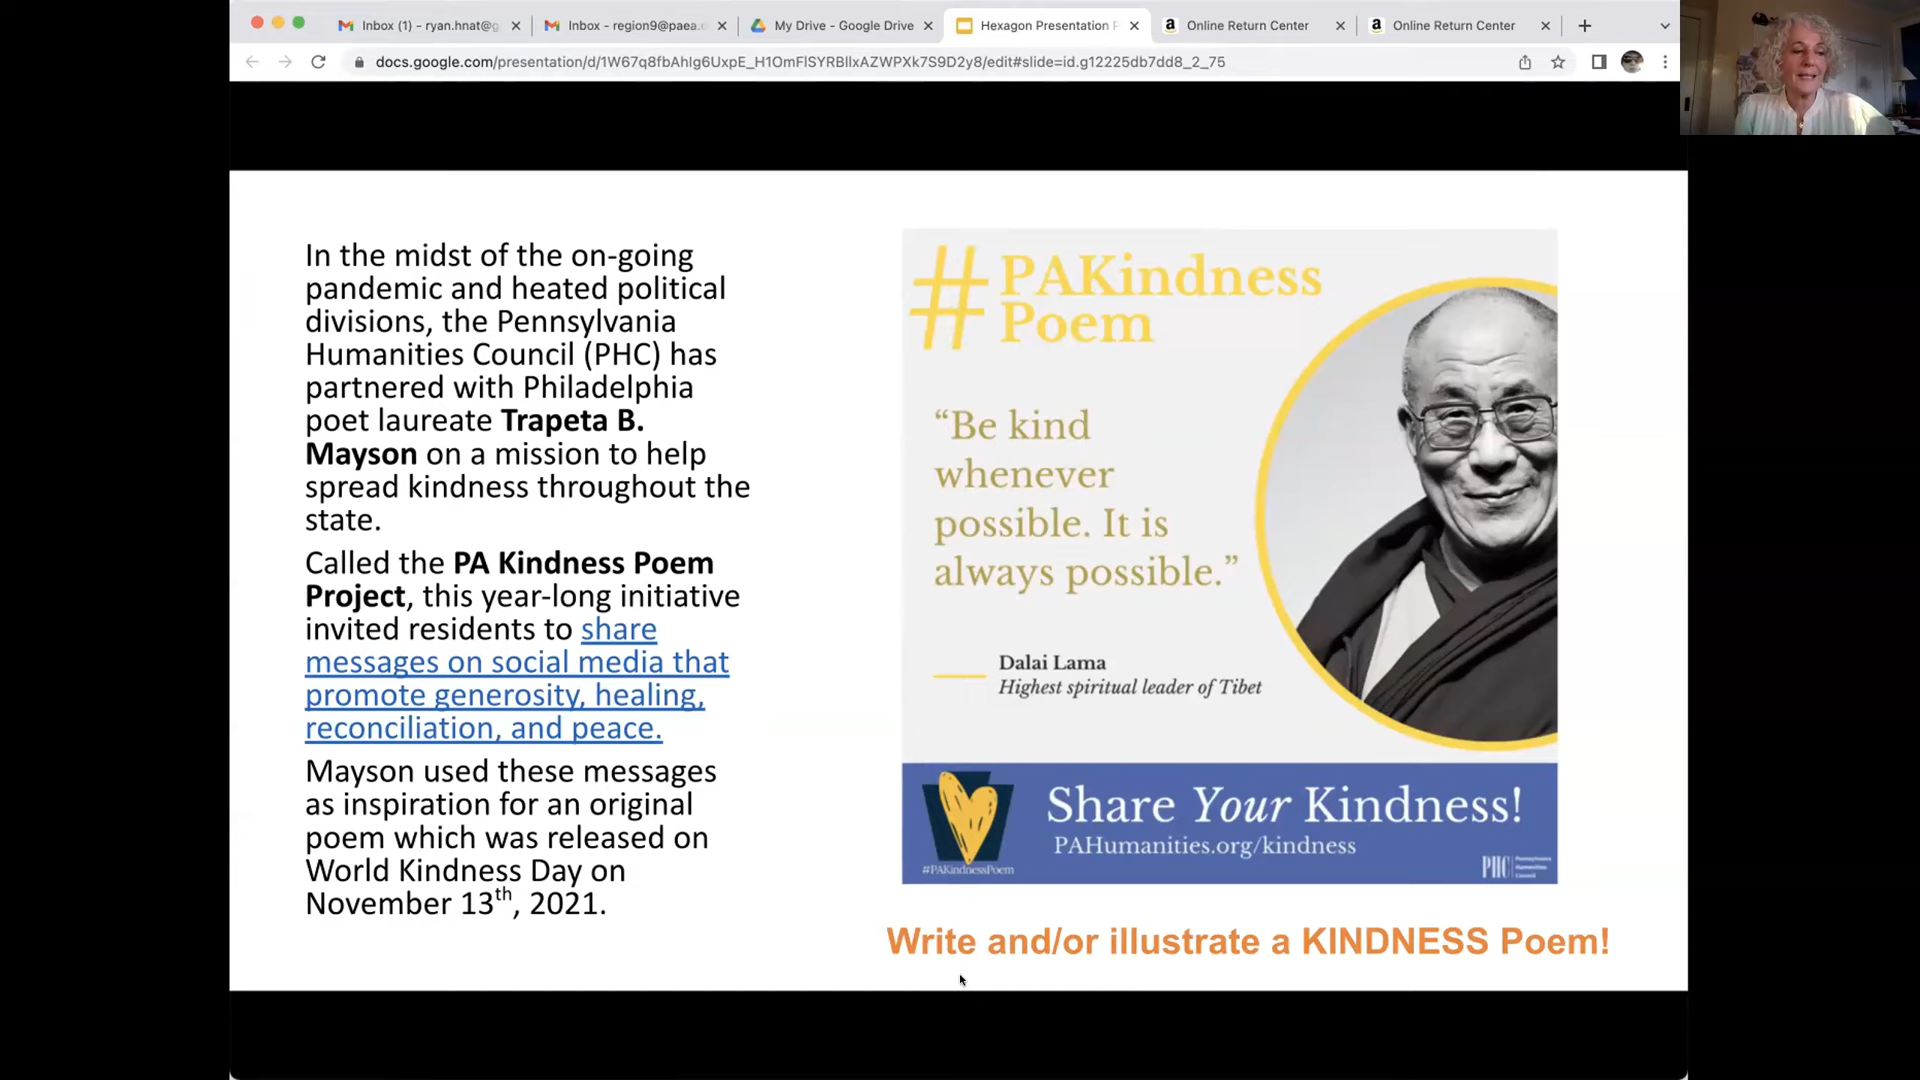 Inbox (1) - ryan.hnat@g
Inbox - region9@paea.
My Drive - Google Drive
Hexagon Presentation P
Online Return Center
Online Return Center
docs.google.com/presentation/d/1W67q8fbAhIg6UxpE_H1OmFlSYRBllxAZWPXk7S9D2y8/edit#slide=id.g12225db7dd8_2_75
In the midst of the on-going
pandemic and heated political
divisions, the Pennsylvania
Humanities Council (PHC) has
partnered with Philadelphia
poet laureate Trapeta B.
Mayson on a mission to help
spread kindness throughout the
state.
Called the PA Kindness Poem
Project, this year-long initiative
invited residents to share
messages on social media that
promote generosity, healing,
reconciliation, and peace.
Mayson used these messages
as inspiration for an original
poem which was released on
World Kindness Day on
November 13th, 2021.
#PAKindness
Poem
“Be kind
whenever
possible. It is
always possible.”
Dalai Lama
Highest spiritual leader of Tibet
#PAKindnessPoem
Share Your Kindness!
PAHumanities.org/kindness
PHC
Pennsylvania
Humanities
Council
Write and/or illustrate a KINDNESS Poem!